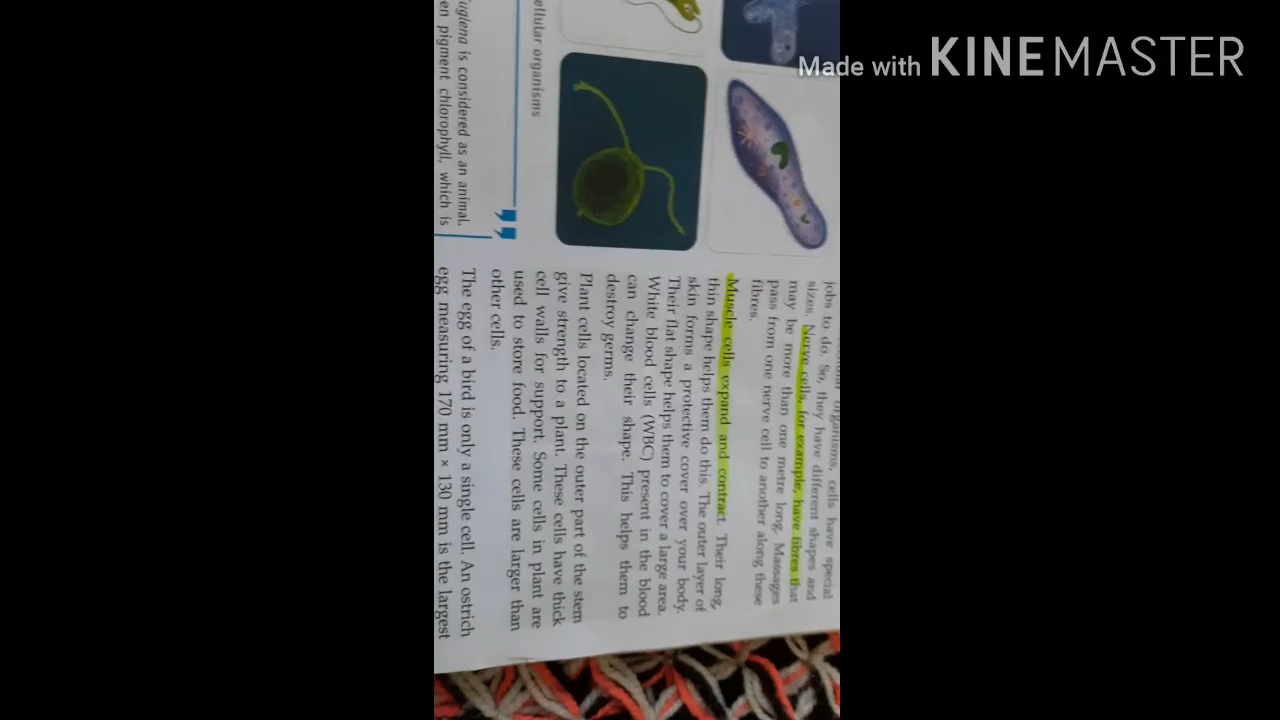 Made with KINEMASTER
organisms, cells have special
jobs to do. So, they have different shapes and
sizes. Nerve cells, for example, have fibres that
may be more than one metre long. Massages
pass from one nerve cell to another along these
fibres.
Muscle cells expand and contract. Their long,
thin shape helps them do this. The outer layer of
skin forms a protective cover over your body.
Their flat shape helps them to cover a large area.
White blood cells (WBC) present in the blood
can change their shape. This helps them to
destroy germs.
Plant cells located on the outer part of the stem
give strength to a plant. These cells have thick
cell walls for support. Some cells in plant are
used to store food. These cells are larger than
other cells.
The egg of a bird is only a single cell. An ostrich
egg measuring 170 mm × 130 mm is the largest
ellular organisms
uglena is considered as an animal.
en pigment chlorophyll, which is